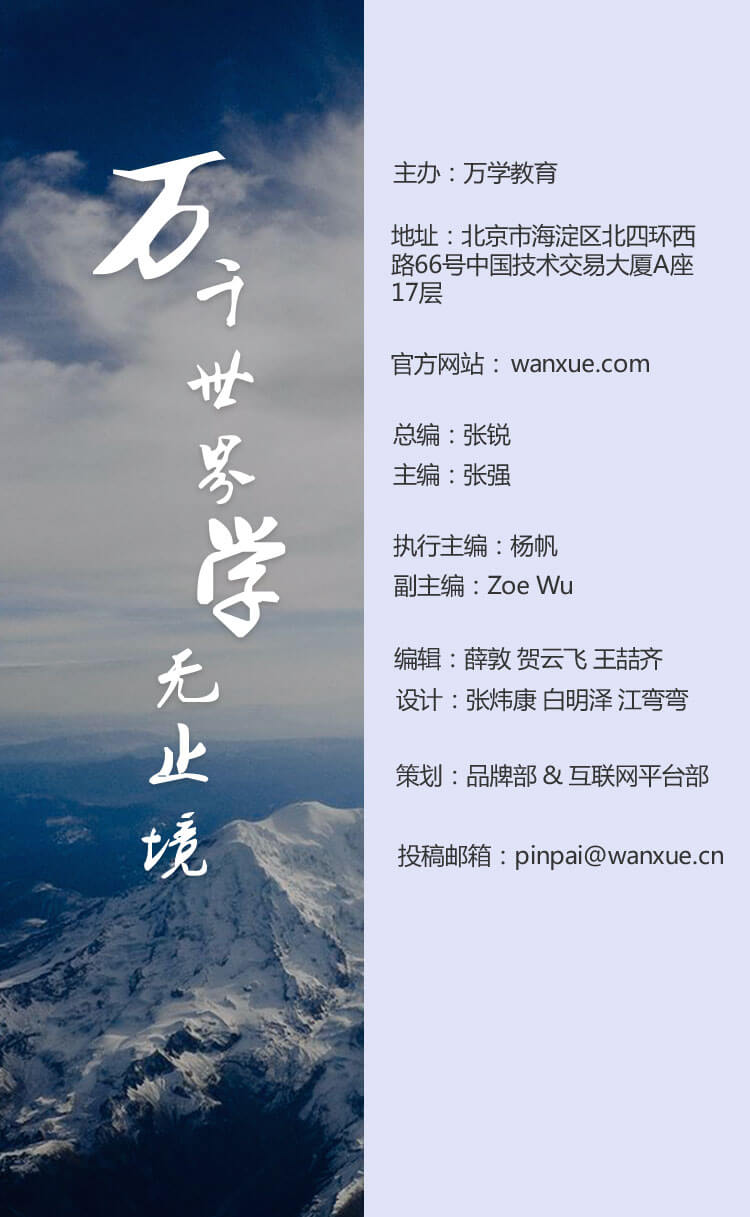 万千世界学无止境
主办：万学教育
地址：北京市海淀区北四环西
路66号中国技术交易大厦A座
17层
官方网站： wanxue.com
总编：张锐
主编：张强
执行主编：杨帆
副主编：Zoe Wu
编辑：薛敦 贺云飞 王喆齐
设计：张炜康 白明泽 江弯弯
策划：品牌部 & 互联网平台部
投稿邮箱：pinpai@wanxue.cn